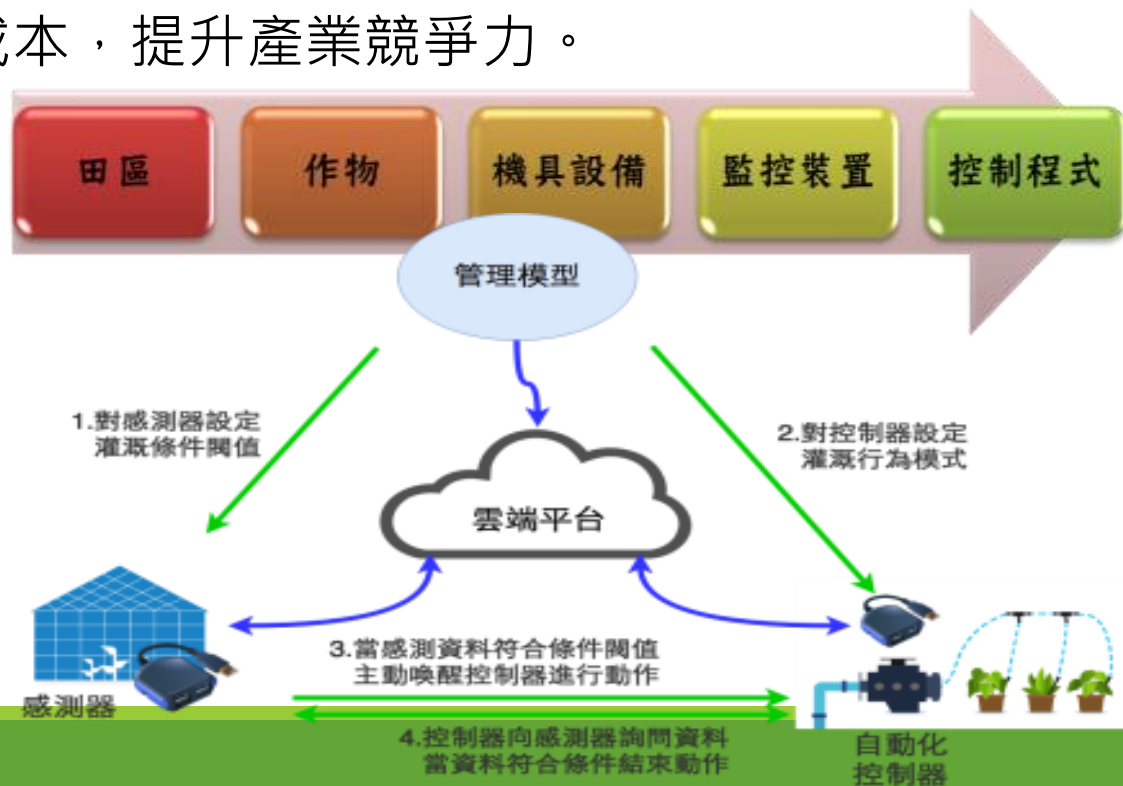 成本，提升產業競爭力。
田區
作物
機具設備
監控裝置
控制程式
管理模型
1.對感測器設定
灌溉條件閥值
2.對控制器設定
灌溉行為模式
雲端平台
3.當感測資料符合條件閥值
主動喚醒控制器進行動作
感測器
4.控制器向感測器詢問資料
當資料符合條件結束動作
自動化
控制器